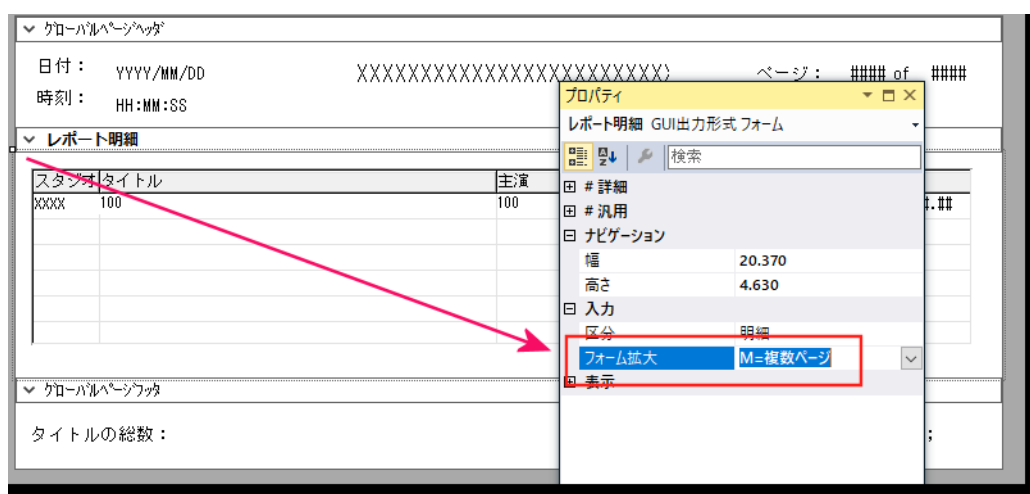 グローバルページヘッダ
日付： YYYY/MM/DD XXXXXXXXXXXXXXXXXXXXXXXXX ページ： #### of ####
時刻： HH:MM:SS
プロパティ
レポート明細 GUI出力形式 フォーム
検索
レポート明細
スタジオ タイトル 主演
XXXX 100 100 .##
# 詳細
# 汎用
ナビゲーション
幅 20.370
高さ 4.630
入力
区分 明細
フォーム拡大 M=複数ページ
表示
グローバルページフッタ
タイトルの総数：